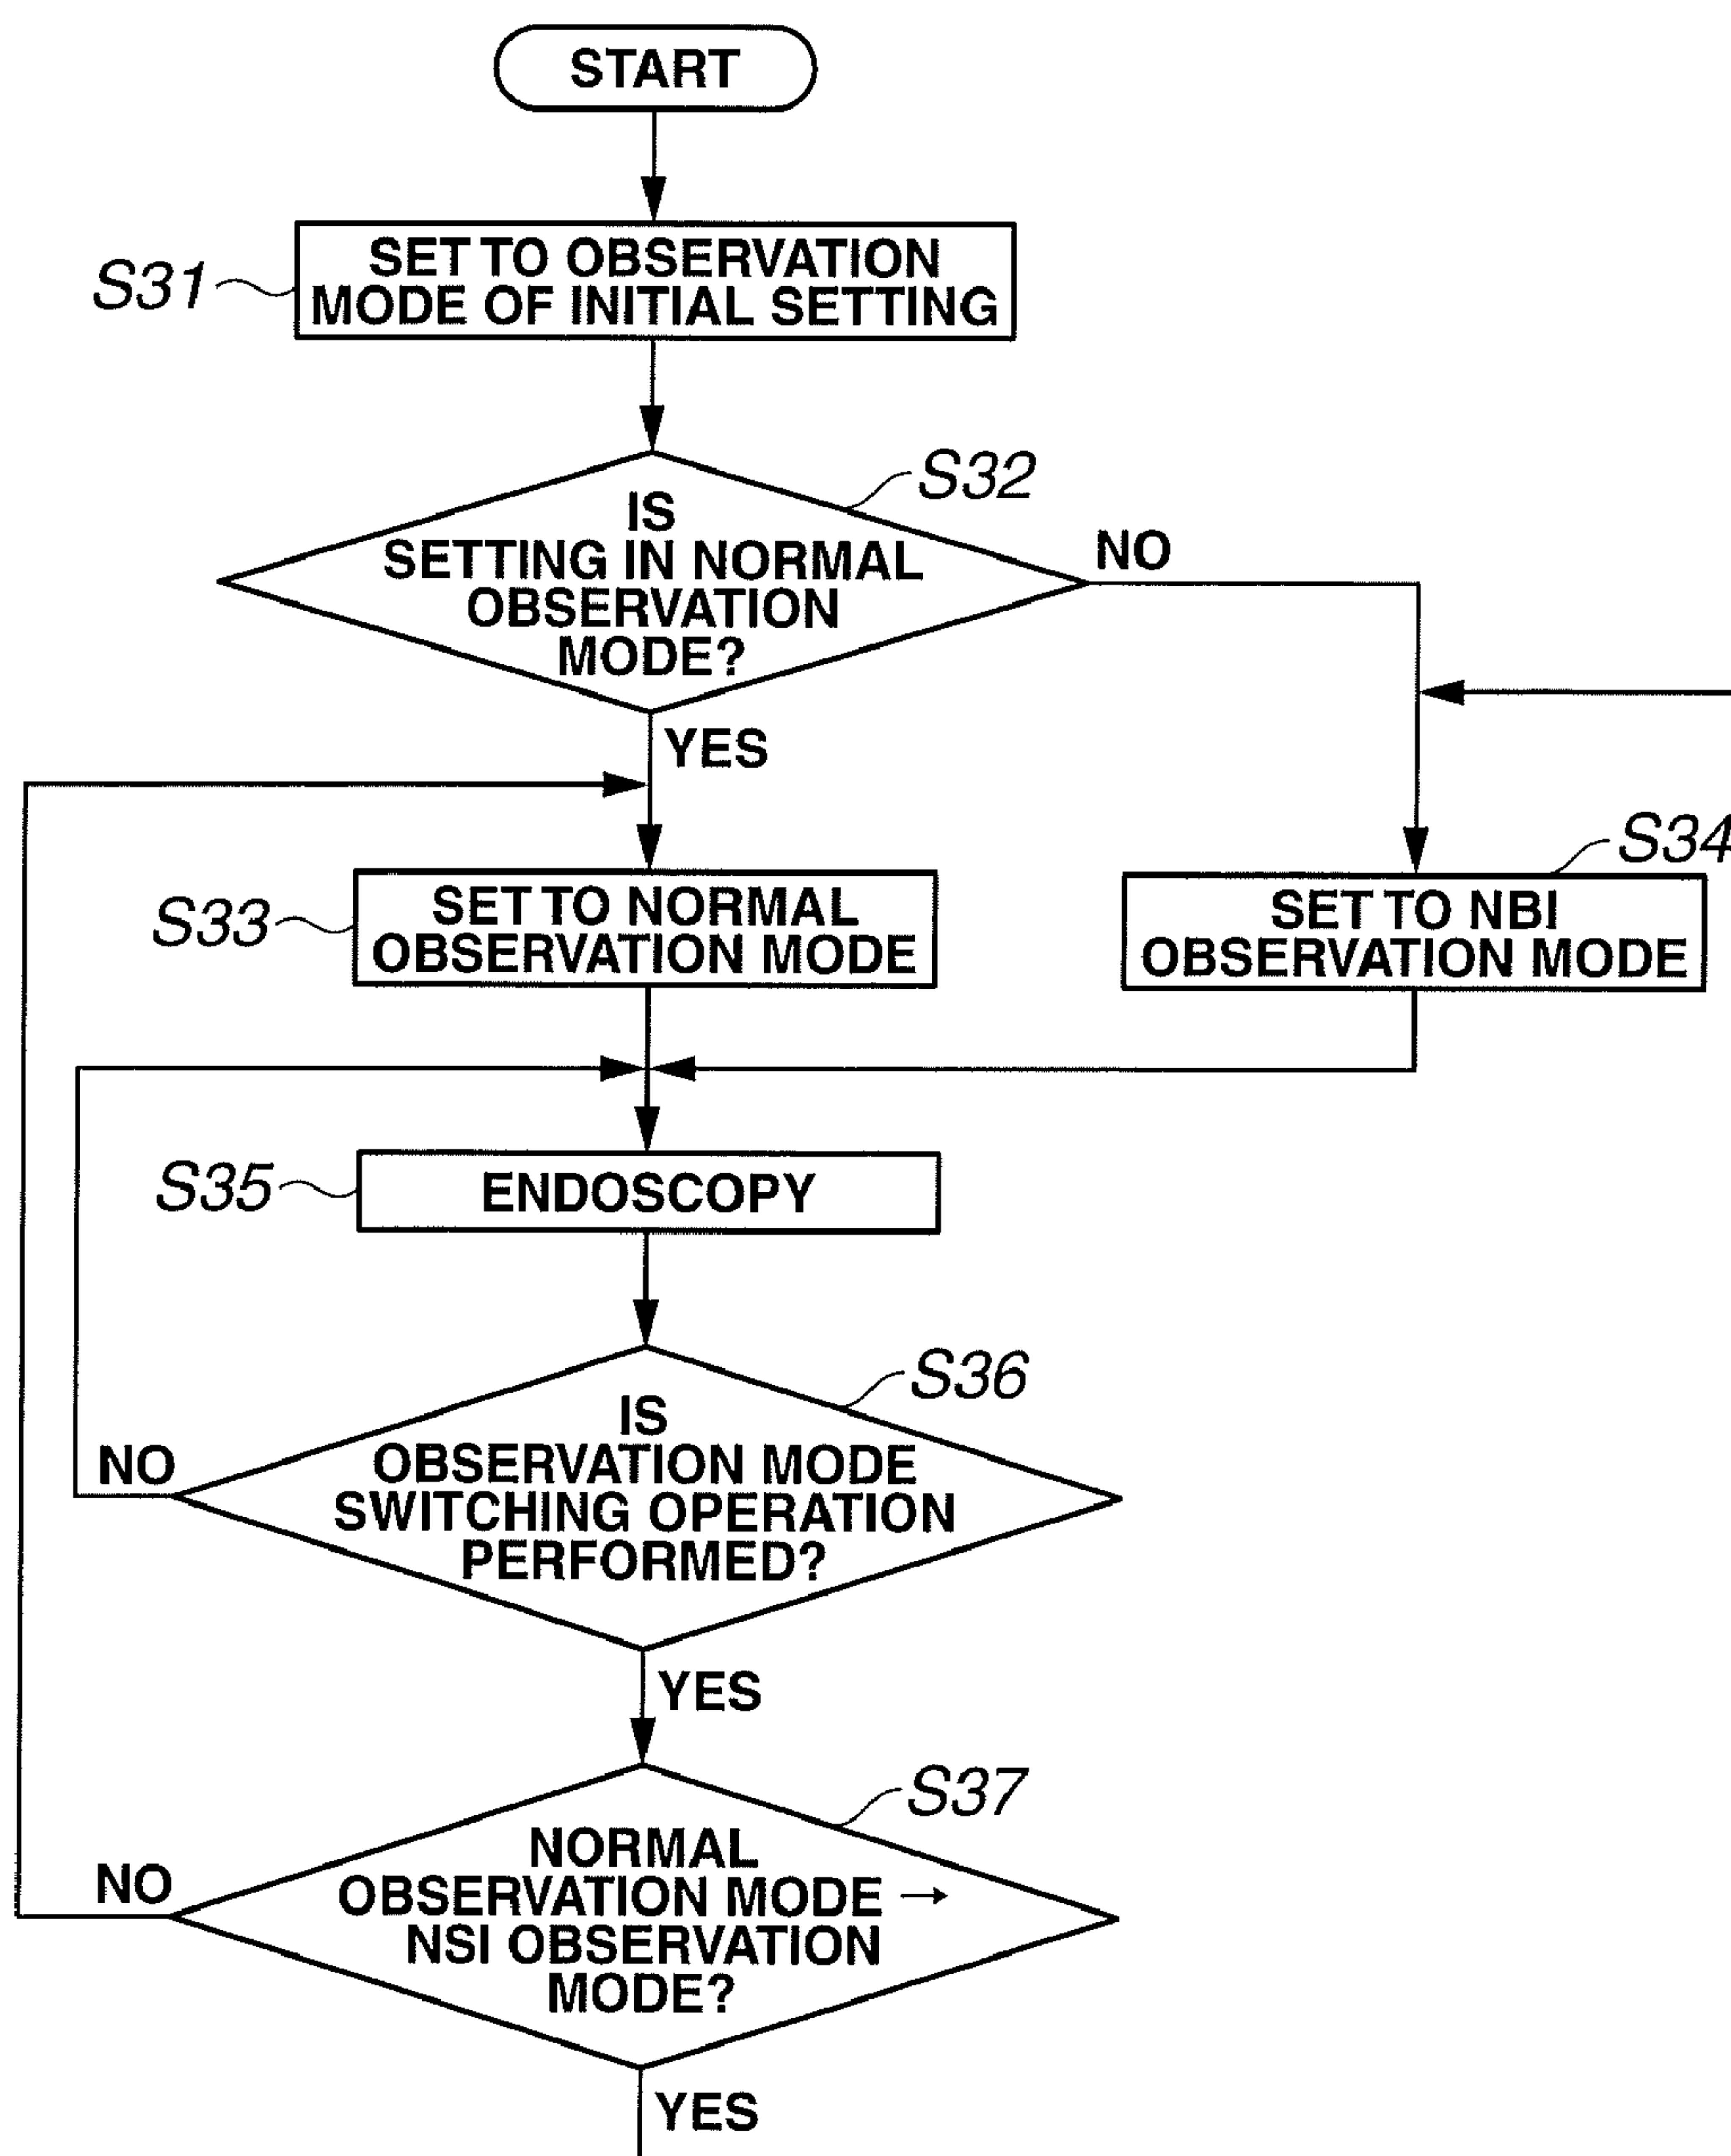 START
S31
SET TO OBSERVATION
MODE OF INITIAL SETTING
S32
IS
SETTING IN NORMAL
OBSERVATION
MODE?
NO
YES
S33
SET TO NORMAL
OBSERVATION MODE
S34
SET TO NBI
OBSERVATION MODE
S35
ENDOSCOPY
S36
IS
OBSERVATION MODE
SWITCHING OPERATION
PERFORMED?
NO
YES
S37
NORMAL
OBSERVATION MODE →
NSI OBSERVATION
MODE?
NO
YES